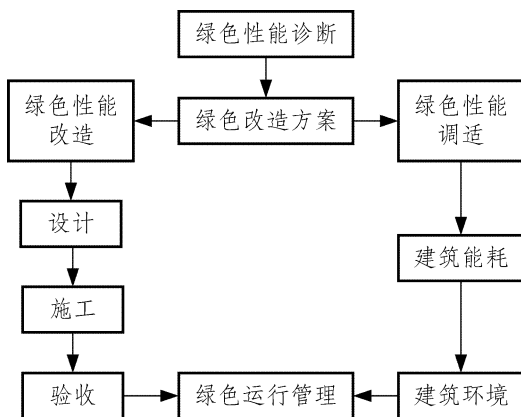 绿色性能诊断
绿色性能
改造
绿色改造方案
绿色性能
调适
设计
建筑能耗
施工
验收
绿色运行管理
建筑环境